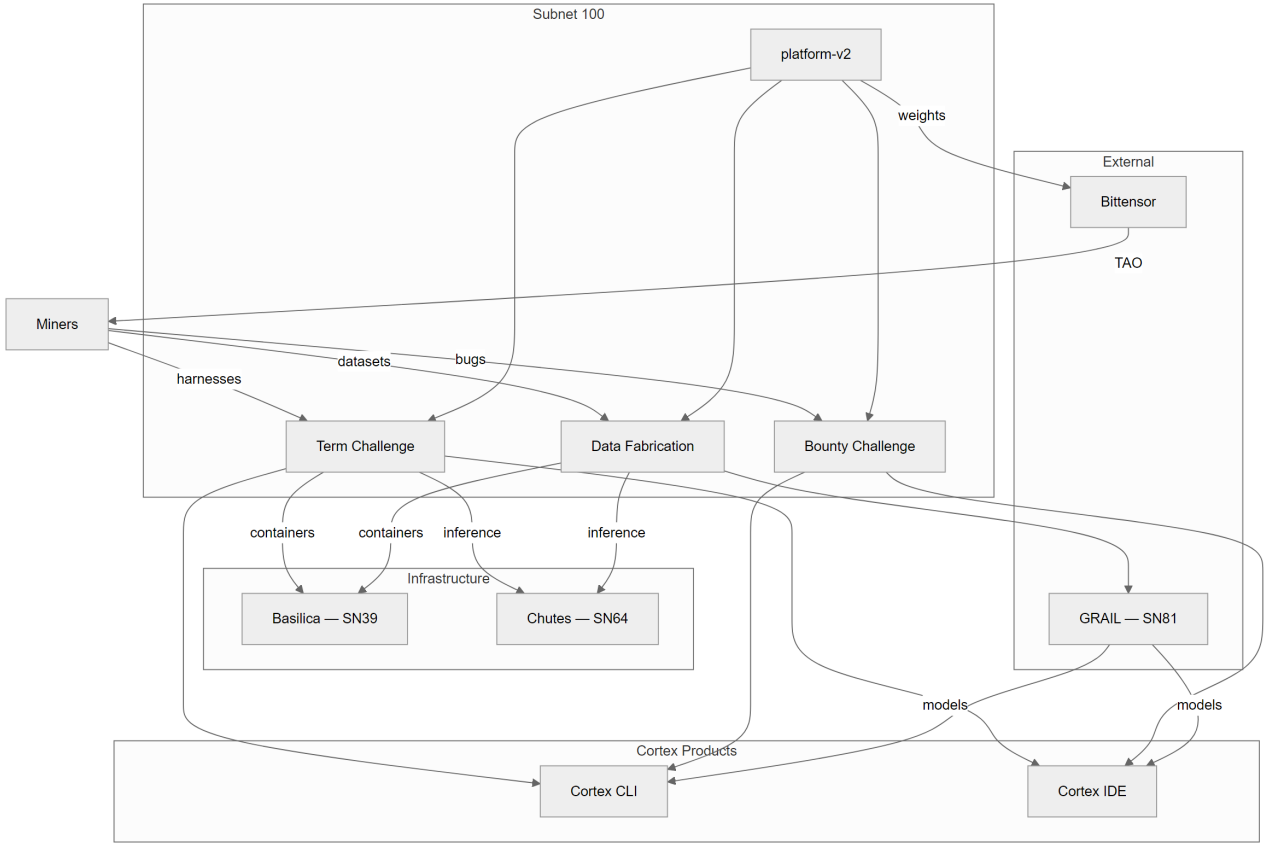 Subnet 100
platform-v2
weights
External
Bittensor
TAO
Miners
harnesses
datasets
bugs
Term Challenge
Data Fabrication
Bounty Challenge
containers
containers
inference
inference
Infrastructure
Basilica — SN39
Chutes — SN64
GRAIL — SN81
models
models
Cortex Products
Cortex CLI
Cortex IDE